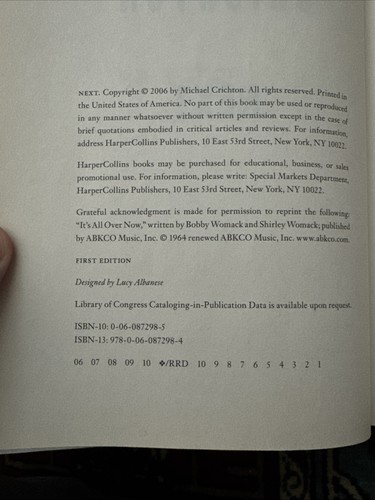 NEXT. Copyright © 2006 by Michael Crichton. All rights reserved. Printed in
the United States of America. No part of this book may be used or reproduced
in any manner whatsoever without written permission except in the case of
brief quotations embodied in critical articles and reviews. For information,
address HarperCollins Publishers, 10 East 53rd Street, New York, NY 10022.
HarperCollins books may be purchased for educational, business, or sales
promotional use. For information, please write: Special Markets Department,
HarperCollins Publishers, 10 East 53rd Street, New York, NY 10022.
Grateful acknowledgment is made for permission to reprint the following:
"It's All Over Now," written by Bobby Womack and Shirley Womack; published
by ABKCO Music, Inc. © 1964 renewed ABKCO Music, Inc. www.abkco.com.
FIRST EDITION
Designed by Lucy Albanese
Library of Congress Cataloging-in-Publication Data is available upon request.
ISBN-10: 0-06-087298-5
ISBN-13: 978-0-06-087298-4
06 07 08 09 10 ❖/RRD 10 9 8 7 6 5 4 3 2 1